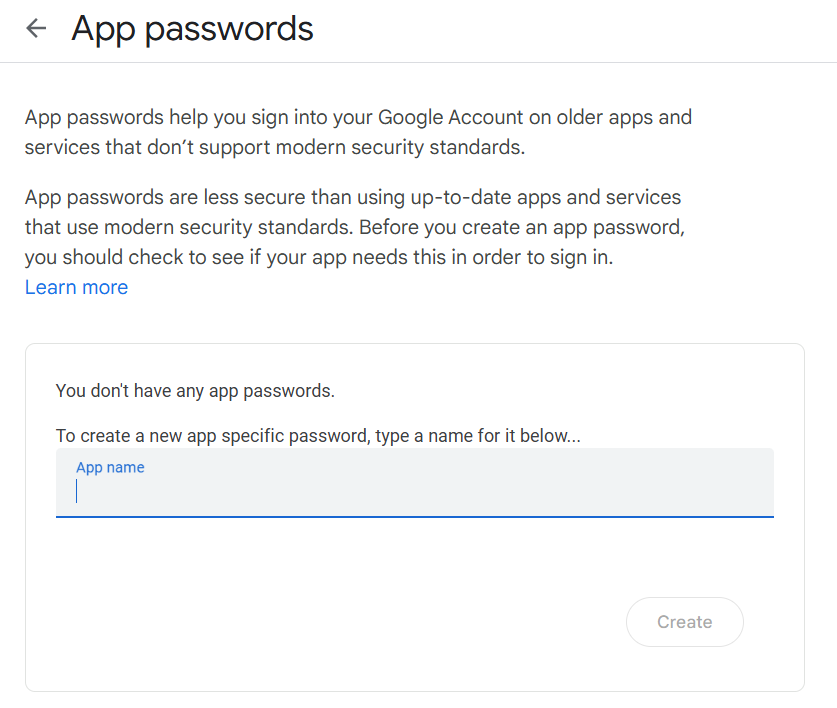 App passwords
App passwords help you sign into your Google Account on older apps and
services that don’t support modern security standards.
App passwords are less secure than using up-to-date apps and services
that use modern security standards. Before you create an app password,
you should check to see if your app needs this in order to sign in.
Learn more
You don't have any app passwords.
To create a new app specific password, type a name for it below...
App name
Create